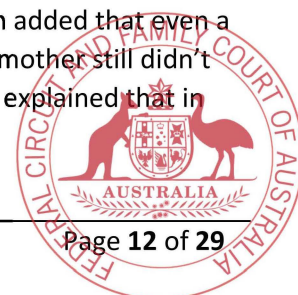 n added that even a
mother still didn't
explained that in
FEDERAL CIRCUIT AND FAMILY COURT OF AUSTRALIA
AUSTRALIA
Page 12 of 29